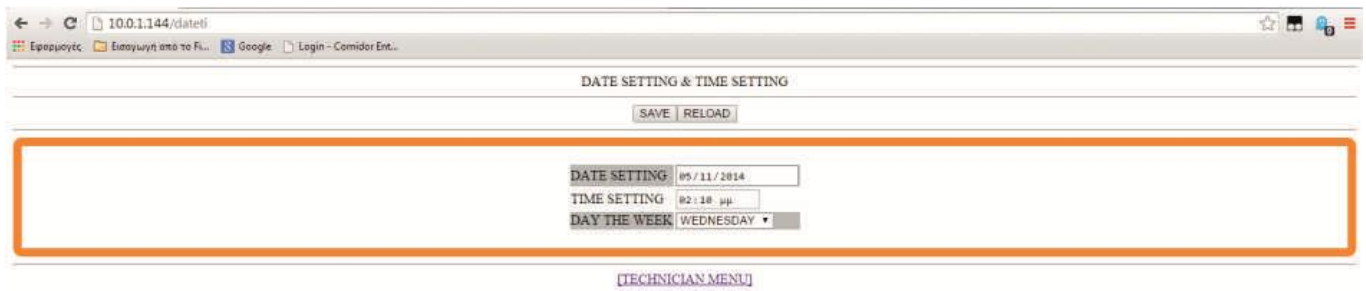 10.0.1.144/dateti
Εφαρμογές Εισαγωγή από το Fi... Google Login - Comidor Ent...
DATE SETTING & TIME SETTING
SAVE RELOAD
DATE SETTING 05/11/2014
TIME SETTING 02:10 μμ
DAY THE WEEK WEDNESDAY
[TECHNICIAN MENU]